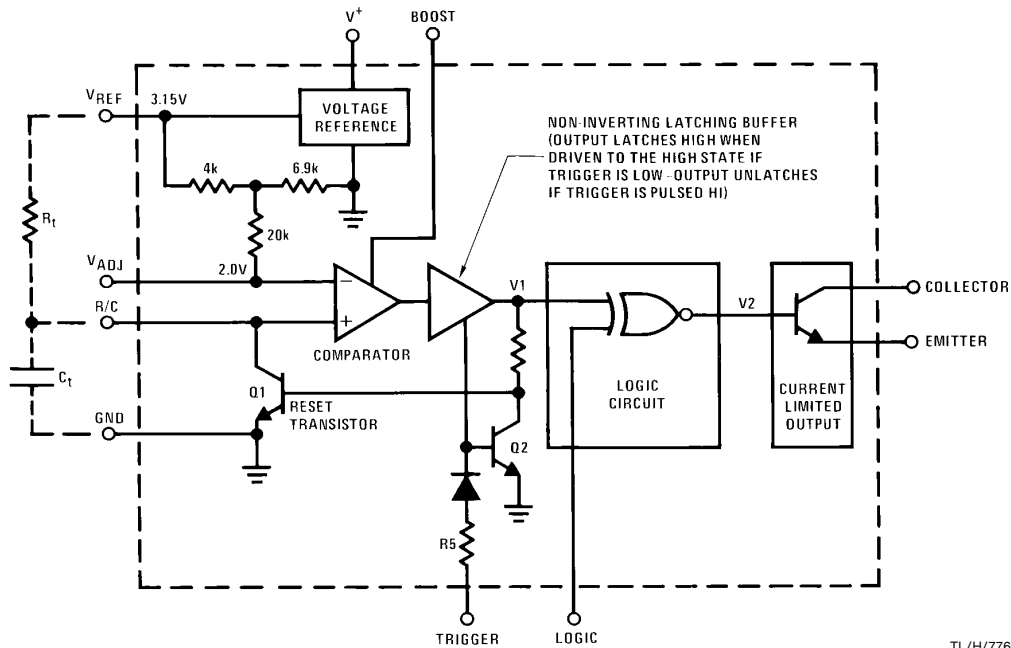 V+
BOOST
VREF
3.15V
VOLTAGE
REFERENCE
NON-INVERTING LATCHING BUFFER
(OUTPUT LATCHES HIGH WHEN
DRIVEN TO THE HIGH STATE IF
TRIGGER IS LOW-OUTPUT UNLATCHES
IF TRIGGER IS PULSED HI)
4k
6.9k
Rt
20k
VADJ
2.0V
R/C
V1
V2
COLLECTOR
EMITTER
COMPARATOR
Ct
Q1
RESET
TRANSISTOR
LOGIC
CIRCUIT
CURRENT
LIMITED
OUTPUT
GND
Q2
R5
TRIGGER
LOGIC
TL/H/776